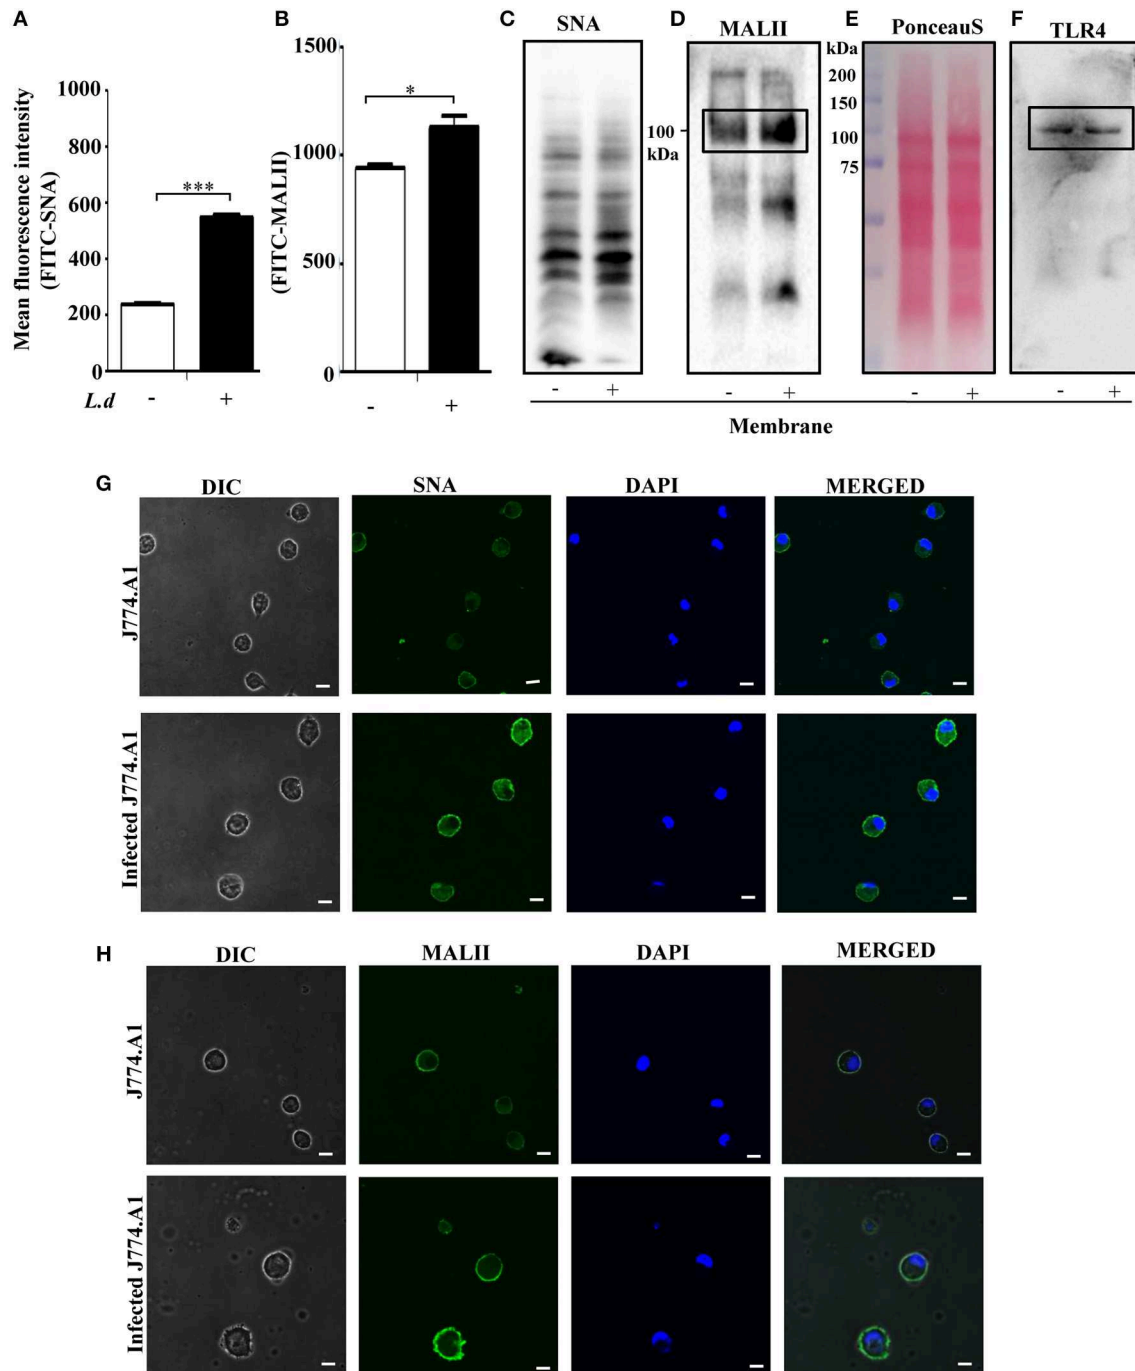 A
Mean fluorescence intensity
(FITC-SNA)
1000
800
600
400
200
0
***
L.d - +
B
(FITC-MALII)
1500
1000
500
0
*
- +
C
SNA
- +
D
MALII
100
kDa
- +
E
PonceauS
kDa
200
150
100
75
- +
F
TLR4
- +
Membrane
G
DIC SNA DAPI MERGED
J774.A1
Infected J774.A1
H
DIC MALII DAPI MERGED
J774.A1
Infected J774.A1